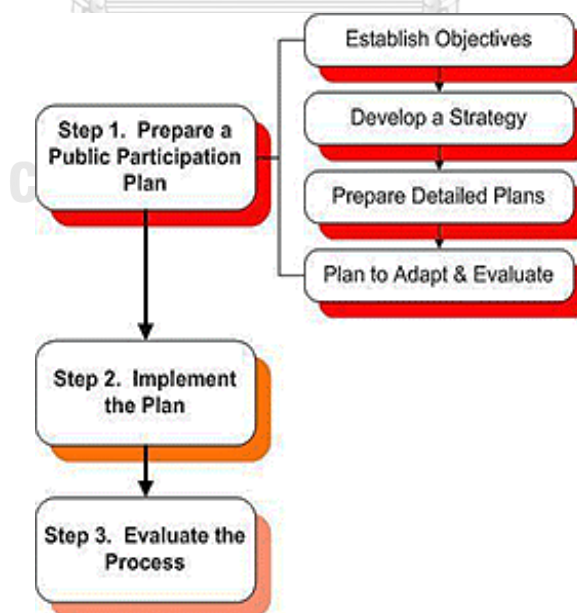 Establish Objectives
Develop a Strategy
Step 1. Prepare a
Public Participation
Plan
Prepare Detailed Plans
Plan to Adapt & Evaluate
Step 2. Implement
the Plan
Step 3. Evaluate the
Process